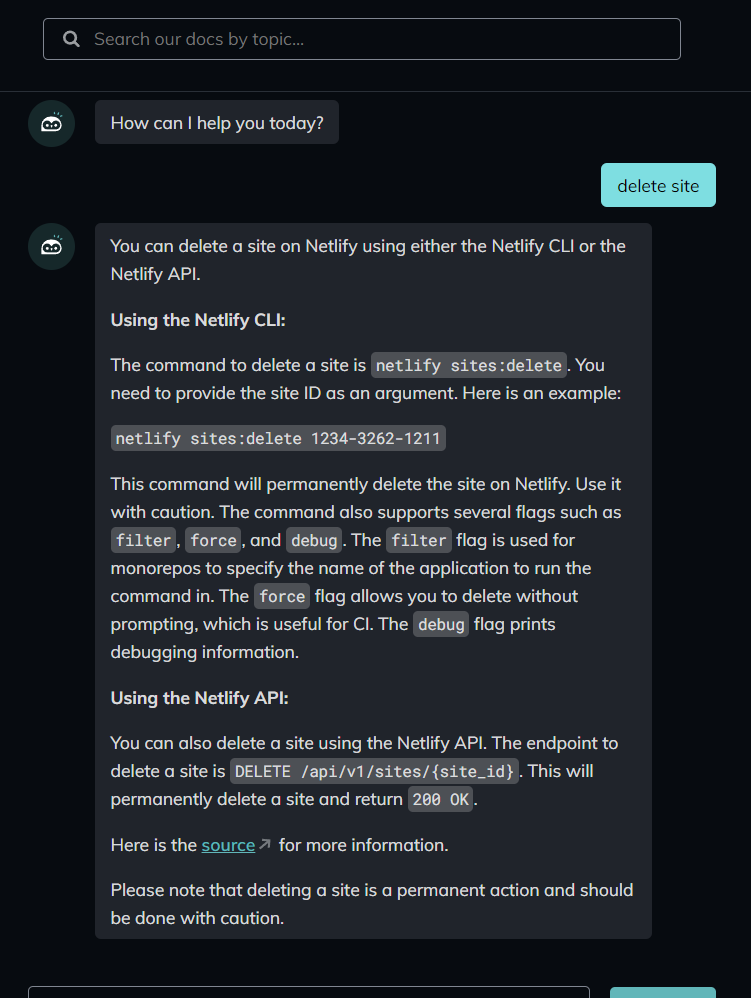 Search our docs by topic...
How can I help you today?
delete site
You can delete a site on Netlify using either the Netlify CLI or the
Netlify API.
Using the Netlify CLI:
The command to delete a site is netlify sites:delete. You
need to provide the site ID as an argument. Here is an example:
netlify sites:delete 1234-3262-1211
This command will permanently delete the site on Netlify. Use it
with caution. The command also supports several flags such as
filter, force, and debug. The filter flag is used for
monorepos to specify the name of the application to run the
command in. The force flag allows you to delete without
prompting, which is useful for CI. The debug flag prints
debugging information.
Using the Netlify API:
You can also delete a site using the Netlify API. The endpoint to
delete a site is DELETE /api/v1/sites/{site_id}. This will
permanently delete a site and return 200 OK.
Here is the source for more information.
Please note that deleting a site is a permanent action and should
be done with caution.